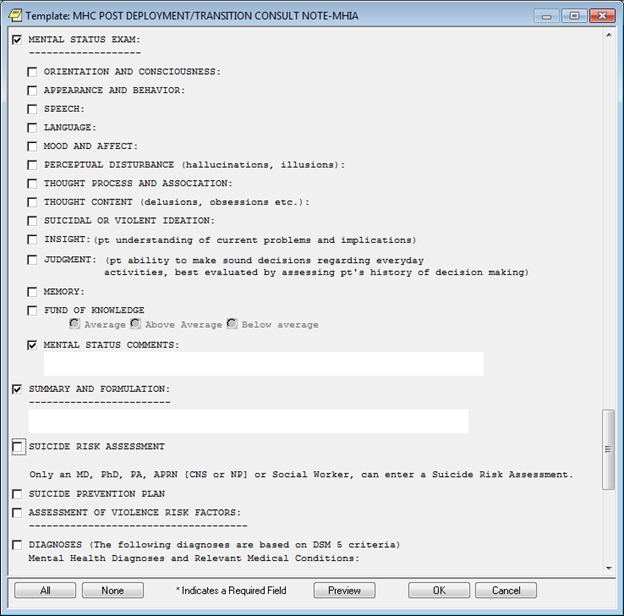 Template: MHC POST DEPLOYMENT/TRANSITION CONSULT NOTE-MHIA
MENTAL STATUS EXAM:
-------------------
ORIENTATION AND CONSCIOUSNESS:
APPEARANCE AND BEHAVIOR:
SPEECH:
LANGUAGE:
MOOD AND AFFECT:
PERCEPTUAL DISTURBANCE (hallucinations, illusions):
THOUGHT PROCESS AND ASSOCIATION:
THOUGHT CONTENT (delusions, obsessions etc.):
SUICIDAL OR VIOLENT IDEATION:
INSIGHT:(pt understanding of current problems and implications)
JUDGMENT: (pt ability to make sound decisions regarding everyday
activities, best evaluated by assessing pt's history of decision making)
MEMORY:
FUND OF KNOWLEDGE
Average Above Average Below average
MENTAL STATUS COMMENTS:
SUMMARY AND FORMULATION:
------------------------
SUICIDE RISK ASSESSMENT
Only an MD, PhD, PA, APRN [CNS or NP] or Social Worker, can enter a Suicide Risk Assessment.
SUICIDE PREVENTION PLAN
ASSESSMENT OF VIOLENCE RISK FACTORS:
-------------------------------------
DIAGNOSES (The following diagnoses are based on DSM 5 criteria)
Mental Health Diagnoses and Relevant Medical Conditions:
All None * Indicates a Required Field Preview OK Cancel